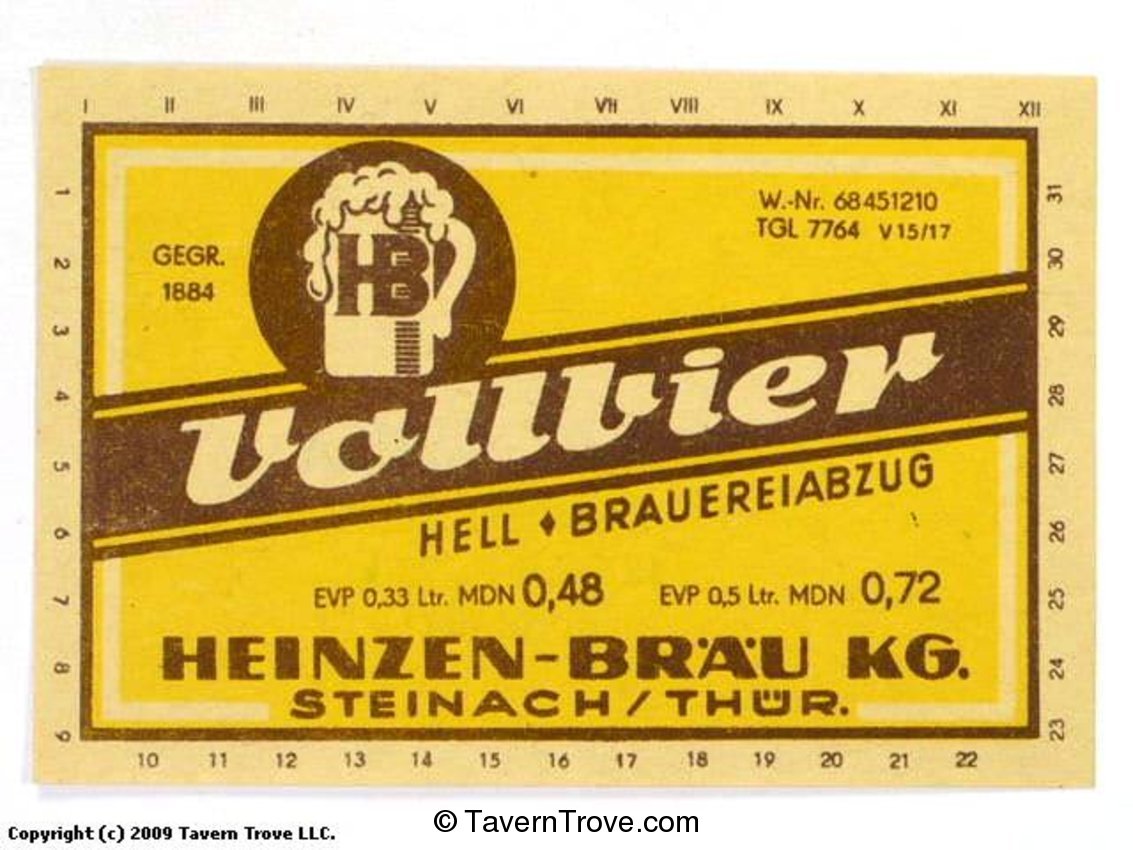 I II III IV V VI VII VIII IX X XI XII
1 2 3 4 5 6 7 8 9
31 30 29 28 27 26 25 24 23
GEGR.
1884
HB
W.-Nr. 68451210
TGL 7764 V 15/17
Vollbier
HELL ♦ BRAUEREIABZUG
EVP 0,33 Ltr. MDN 0,48 EVP 0,5 Ltr. MDN 0,72
HEINZEN-BRÄU KG.
STEINACH/THÜR.
10 11 12 13 14 15 16 17 18 19 20 21 22
Copyright (c) 2009 Tavern Trove LLC.
© TavernTrove.com